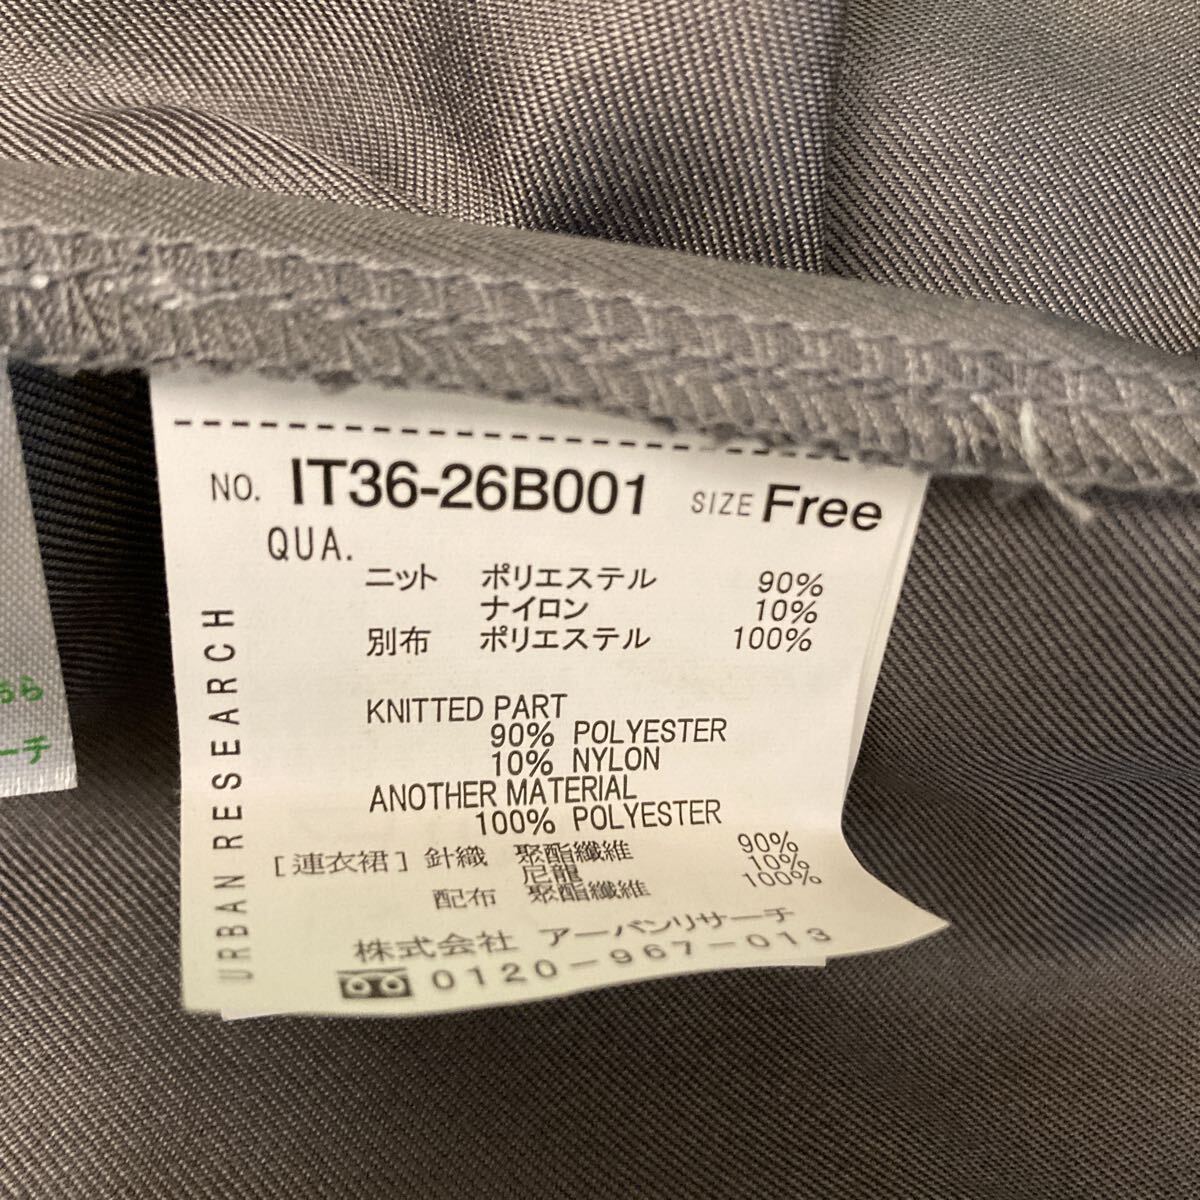 NO. IT36-26B001 SIZE Free
QUA.
ニット ポリエステル 90%
ナイロン 10%
別布 ポリエステル 100%
KNITTED PART
90% POLYESTER
10% NYLON
ANOTHER MATERIAL
100% POLYESTER
[連衣裙] 針織 聚酯纖維 90%
尼龍 10%
配布 聚酯纖維 100%
株式会社 アーバンリサーチ
0120-967-013
URBAN RESEARCH
ちら
ーチ